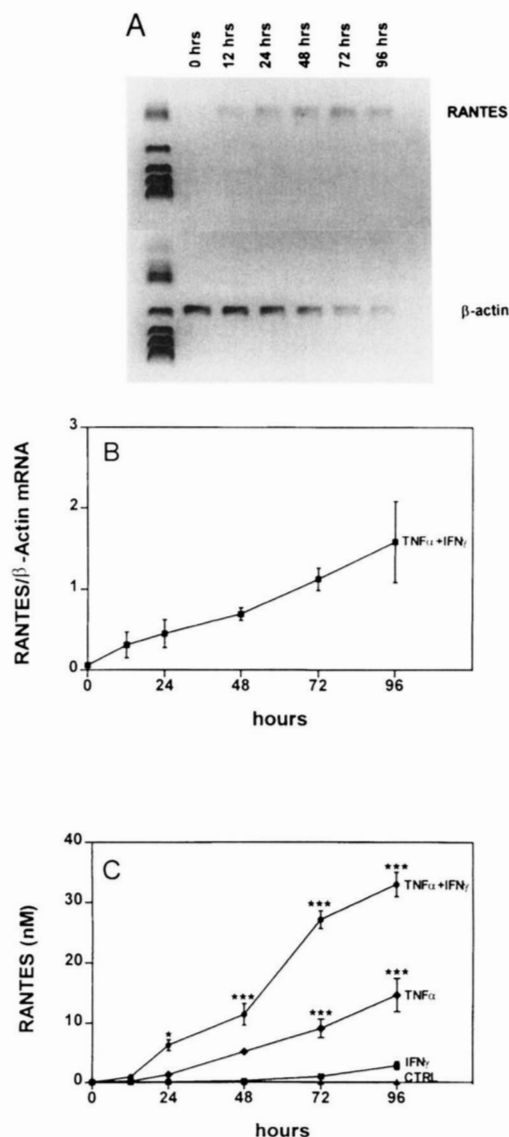 A
0 hrs
12 hrs
24 hrs
48 hrs
72 hrs
96 hrs
RANTES
β-actin
B
RANTES/β-Actin mRNA
3
2
1
0
TNFα+IFNγ
0 24 48 72 96
hours
C
RANTES (nM)
40
30
20
10
0
*
***
***
***
***
***
TNFα+IFNγ
TNFα
IFNγ
CTRL
0 24 48 72 96
hours